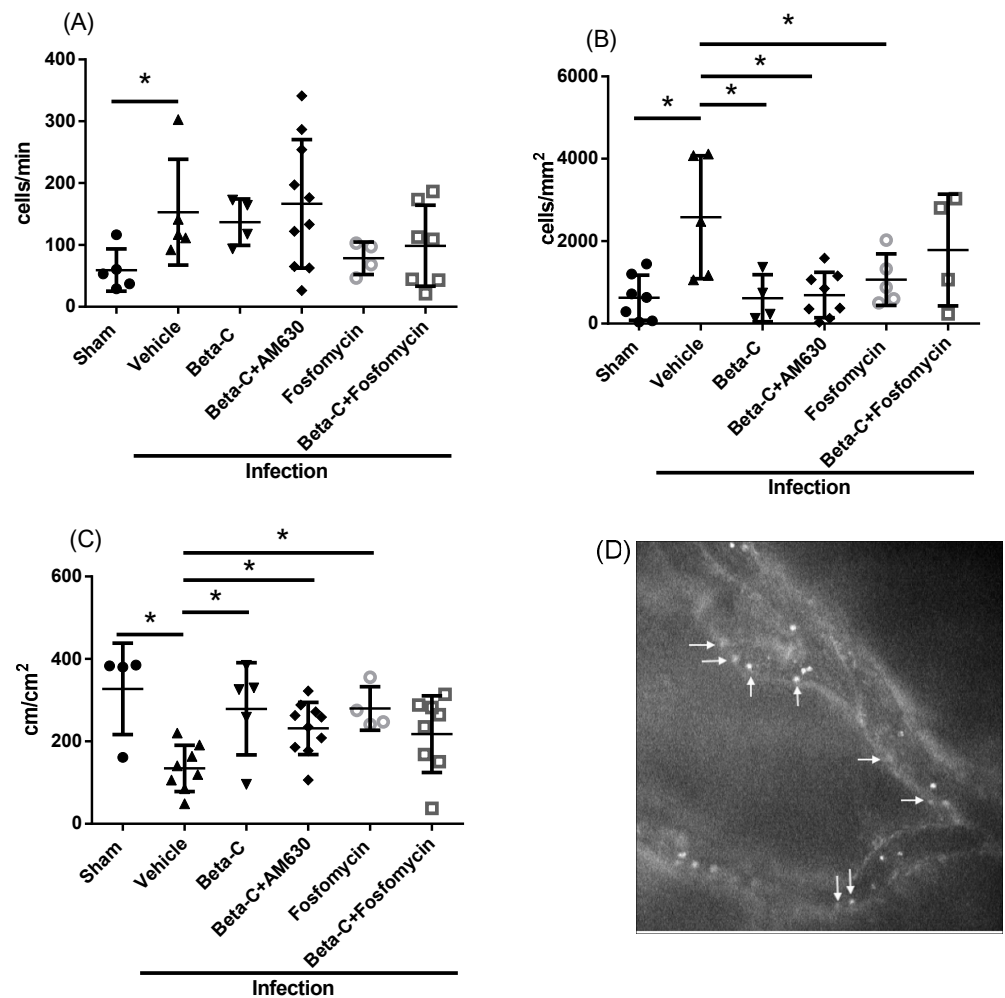 (A)
*
400
300
200
100
0
cells/min
Sham
Vehicle
Beta-C
Beta-C+AM630
Fosfomycin
Beta-C+Fosfomycin
Infection
(B)
*
*
*
*
6000
4000
2000
0
cells/mm²
Sham
Vehicle
Beta-C
Beta-C+AM630
Fosfomycin
Beta-C+Fosfomycin
Infection
(C)
*
*
*
*
600
400
200
0
cm/cm²
Sham
Vehicle
Beta-C
Beta-C+AM630
Fosfomycin
Beta-C+Fosfomycin
Infection
(D)